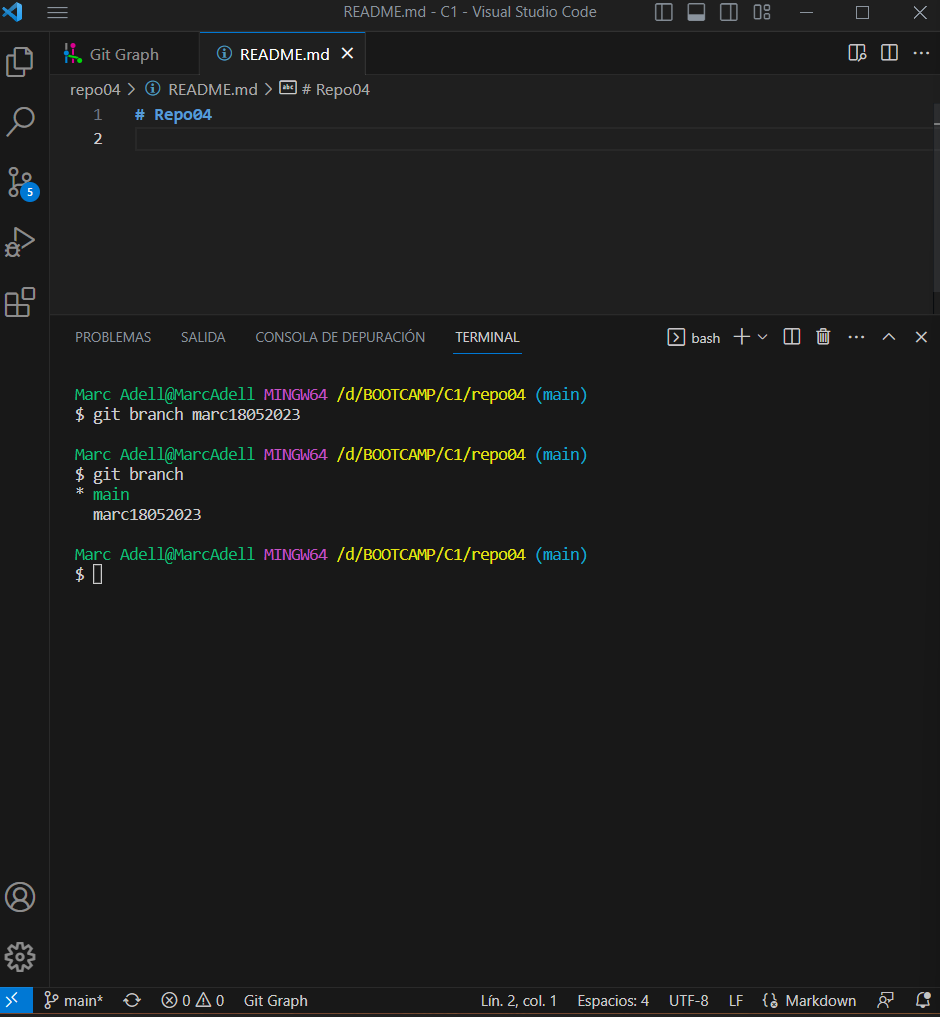 README.md - C1 - Visual Studio Code
Git Graph
README.md
repo04 > README.md > # Repo04
1 # Repo04
2
5
PROBLEMAS SALIDA CONSOLA DE DEPURACIÓN TERMINAL bash
Marc Adell@MarcAdell MINGW64 /d/BOOTCAMP/C1/repo04 (main)
$ git branch marc18052023
Marc Adell@MarcAdell MINGW64 /d/BOOTCAMP/C1/repo04 (main)
$ git branch
* main
marc18052023
Marc Adell@MarcAdell MINGW64 /d/BOOTCAMP/C1/repo04 (main)
$
main* 0 0 Git Graph Lín. 2, col. 1 Espacios: 4 UTF-8 LF Markdown